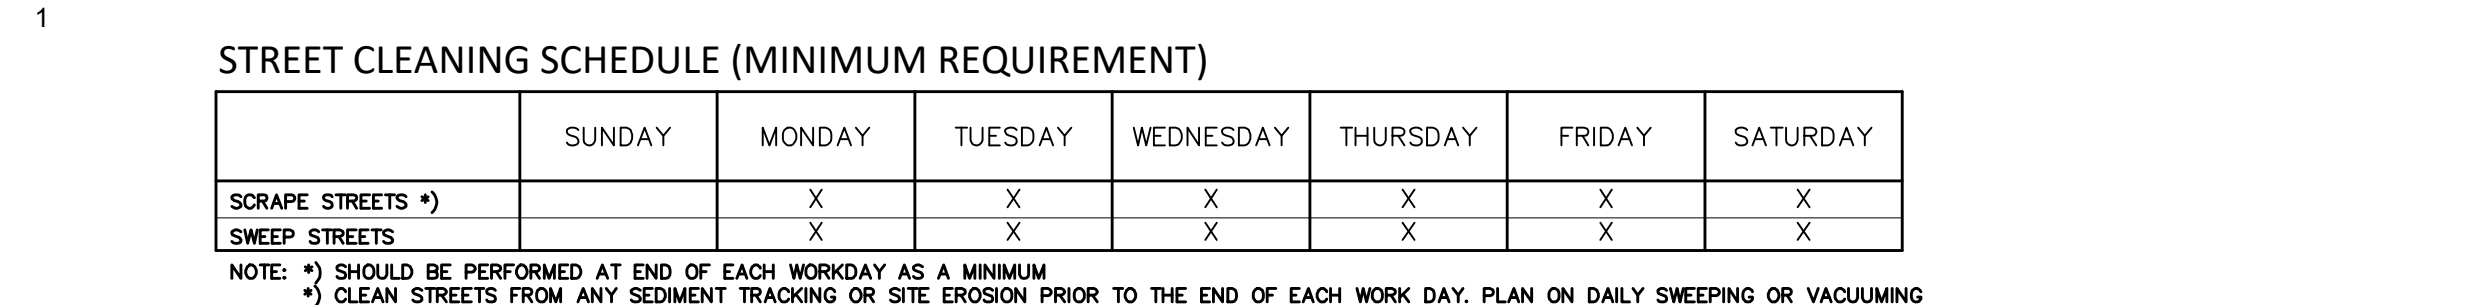 1
STREET CLEANING SCHEDULE (MINIMUM REQUIREMENT)
SUNDAY MONDAY TUESDAY WEDNESDAY THURSDAY FRIDAY SATURDAY
SCRAPE STREETS *) X X X X X X
SWEEP STREETS X X X X X X
NOTE: *) SHOULD BE PERFORMED AT END OF EACH WORKDAY AS A MINIMUM
*) CLEAN STREETS FROM ANY SEDIMENT TRACKING OR SITE EROSION PRIOR TO THE END OF EACH WORK DAY. PLAN ON DAILY SWEEPING OR VACUUMING